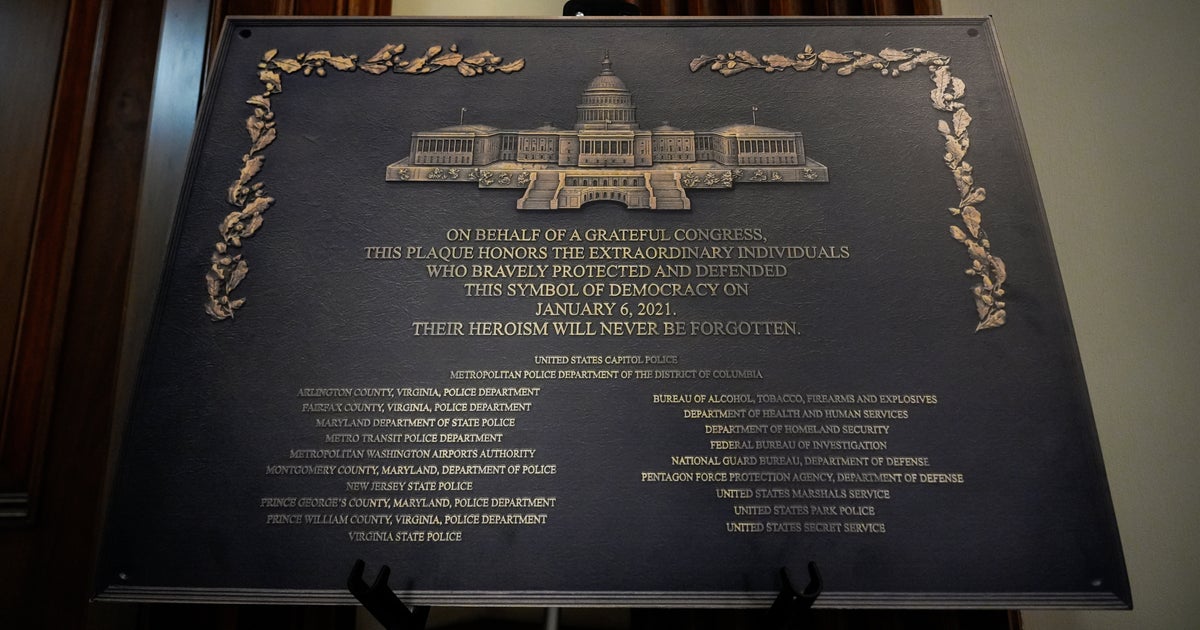 ON BEHALF OF A GRATEFUL CONGRESS,
THIS PLAQUE HONORS THE EXTRAORDINARY INDIVIDUALS
WHO BRAVELY PROTECTED AND DEFENDED
THIS SYMBOL OF DEMOCRACY ON
JANUARY 6, 2021.
THEIR HEROISM WILL NEVER BE FORGOTTEN.
UNITED STATES CAPITOL POLICE
METROPOLITAN POLICE DEPARTMENT OF THE DISTRICT OF COLUMBIA
ARLINGTON COUNTY, VIRGINIA, POLICE DEPARTMENT
FAIRFAX COUNTY, VIRGINIA, POLICE DEPARTMENT
MARYLAND DEPARTMENT OF STATE POLICE
METRO TRANSIT POLICE DEPARTMENT
METROPOLITAN WASHINGTON AIRPORTS AUTHORITY
MONTGOMERY COUNTY, MARYLAND, DEPARTMENT OF POLICE
NEW JERSEY STATE POLICE
PRINCE GEORGE'S COUNTY, MARYLAND, POLICE DEPARTMENT
PRINCE WILLIAM COUNTY, VIRGINIA, POLICE DEPARTMENT
VIRGINIA STATE POLICE
BUREAU OF ALCOHOL, TOBACCO, FIREARMS AND EXPLOSIVES
DEPARTMENT OF HEALTH AND HUMAN SERVICES
DEPARTMENT OF HOMELAND SECURITY
FEDERAL BUREAU OF INVESTIGATION
NATIONAL GUARD BUREAU, DEPARTMENT OF DEFENSE
PENTAGON FORCE PROTECTION AGENCY, DEPARTMENT OF DEFENSE
UNITED STATES MARSHALS SERVICE
UNITED STATES PARK POLICE
UNITED STATES SECRET SERVICE